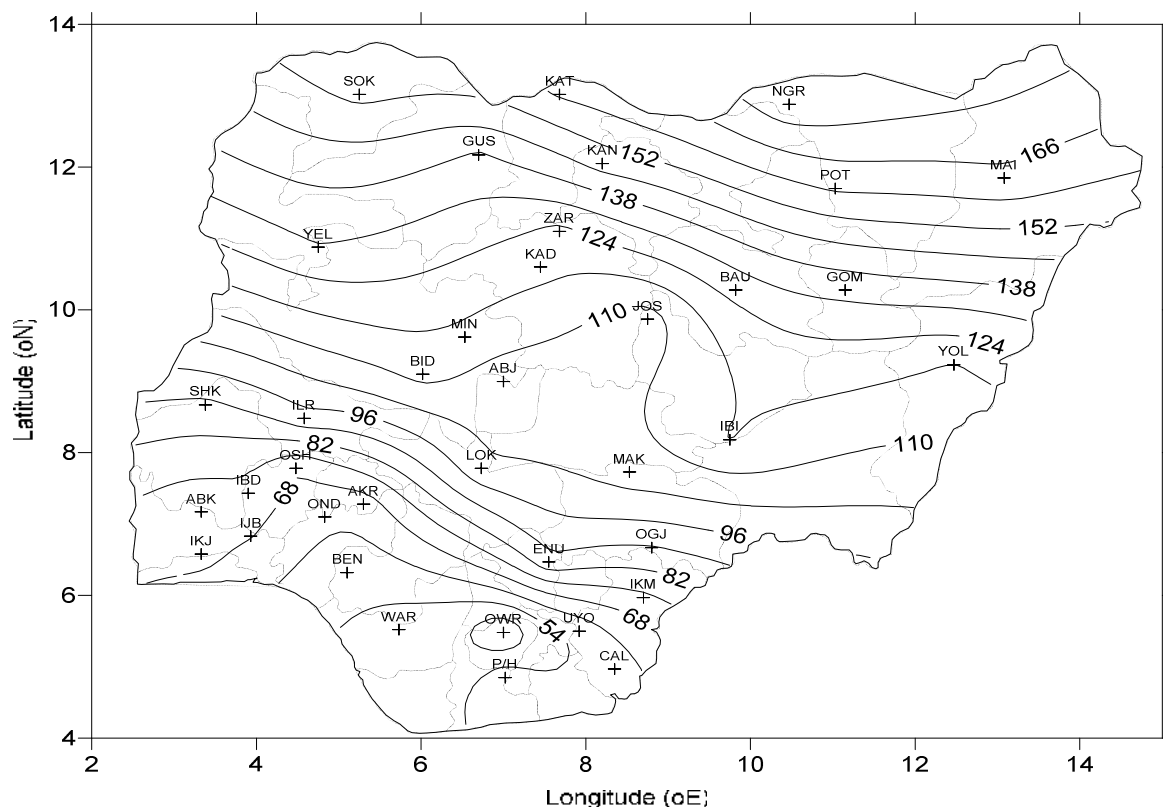 14
SOK
KAT
NGR
GUS
KAN
152
166
MAI
12
POT
138
152
ZAR
YEL
124
KAD
BAU
GOM
138
10
JOS
110
MIN
124
YOL
BID
ABJ
SHK
ILR
96
IBI
82
110
8
OSH
LOK
MAK
IBD
68
AKR
ABK
OND
IJB
96
IKJ
OGJ
ENU
BEN
82
IKM
6
WAR
OWR
54
UYO
68
P/H
CAL
4
2 4 6 8 10 12 14
Latitude (oN)
Longitude (oE)